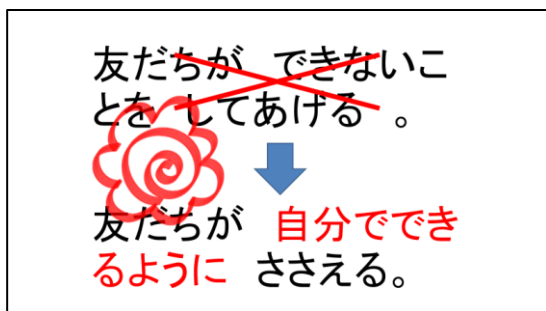 友だちが　できないこ
とを　してあげる　。
友だちが　自分ででき
るように　ささえる。